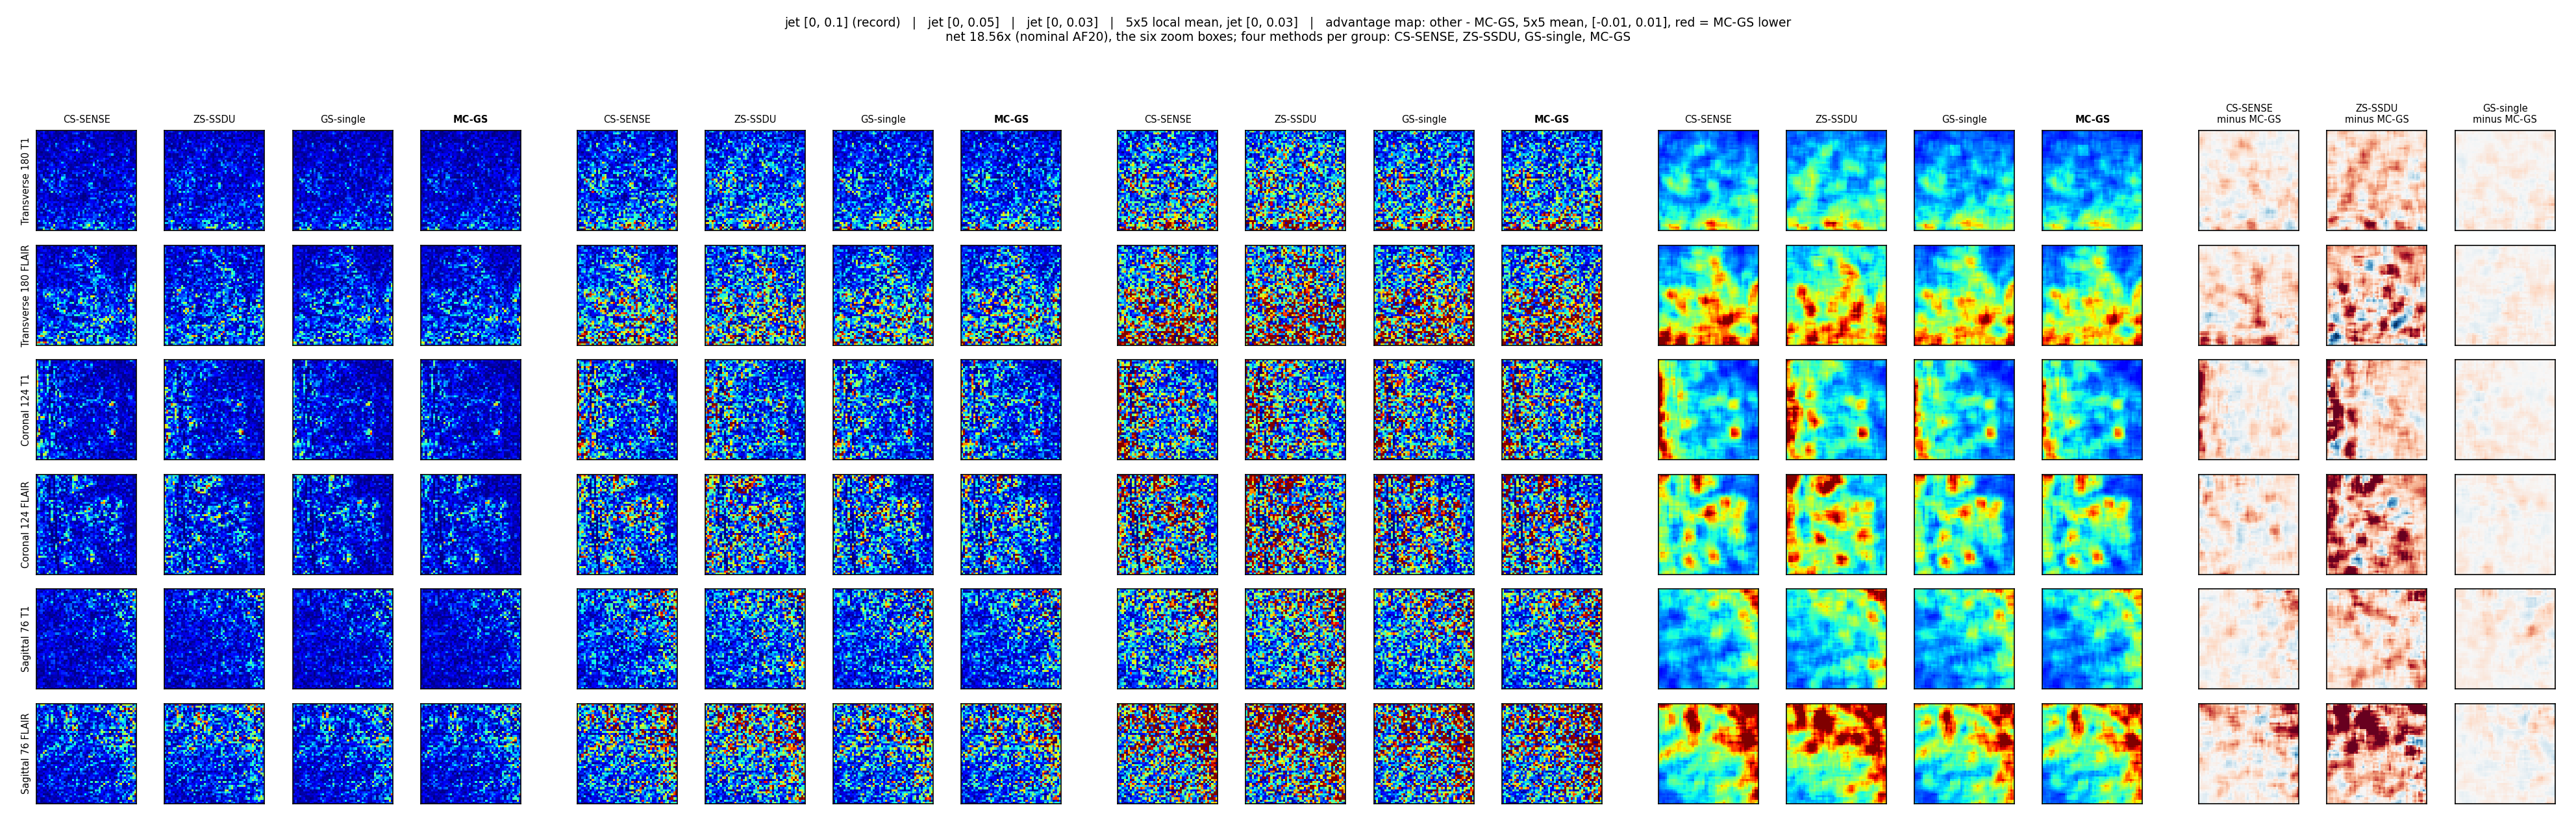 jet [0, 0.1] (record) | jet [0, 0.05] | jet [0, 0.03] | 5x5 local mean, jet [0, 0.03] | advantage map: other - MC-GS, 5x5 mean, [-0.01, 0.01], red = MC-GS lower
net 18.56x (nominal AF20), the six zoom boxes; four methods per group: CS-SENSE, ZS-SSDU, GS-single, MC-GS
CS-SENSE ZS-SSDU GS-single MC-GS CS-SENSE ZS-SSDU GS-single MC-GS CS-SENSE ZS-SSDU GS-single MC-GS CS-SENSE ZS-SSDU GS-single MC-GS
CS-SENSE
minus MC-GS
ZS-SSDU
minus MC-GS
GS-single
minus MC-GS
Transverse 180 T1
Transverse 180 FLAIR
Coronal 124 T1
Coronal 124 FLAIR
Sagittal 76 T1
Sagittal 76 FLAIR